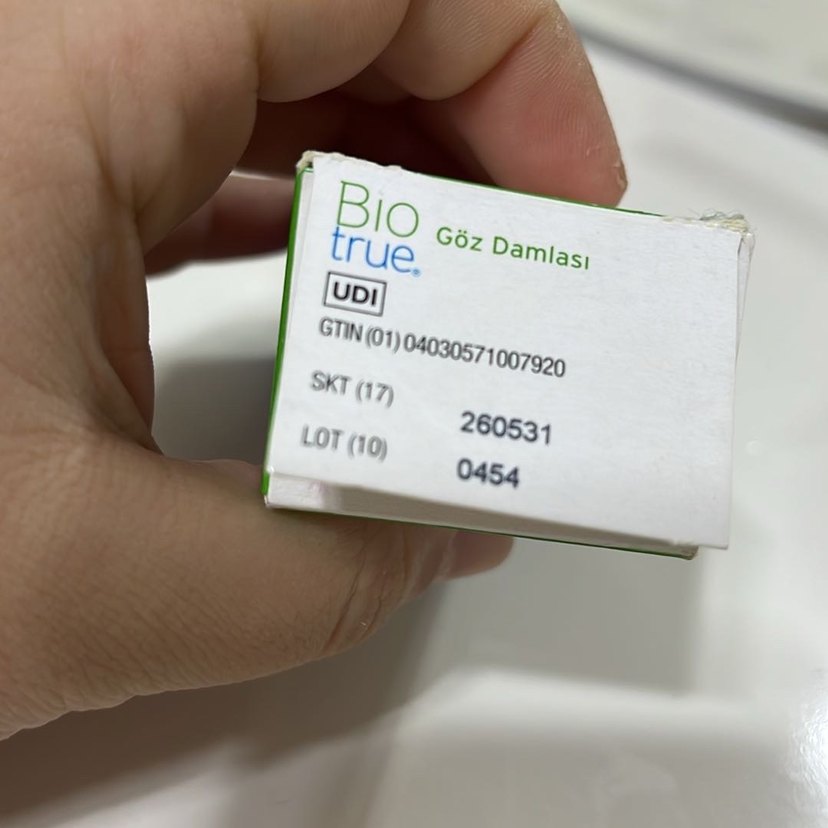 Bio
true® Göz Damlası
UDI
GTIN (01) 04030571007920
SKT (17) 260531
LOT (10) 0454